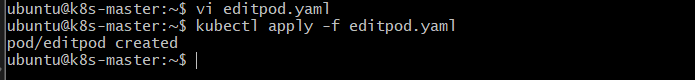 ubuntu@k8s-master:~$ vi editpod.yaml
ubuntu@k8s-master:~$ kubectl apply -f editpod.yaml
pod/editpod created
ubuntu@k8s-master:~$